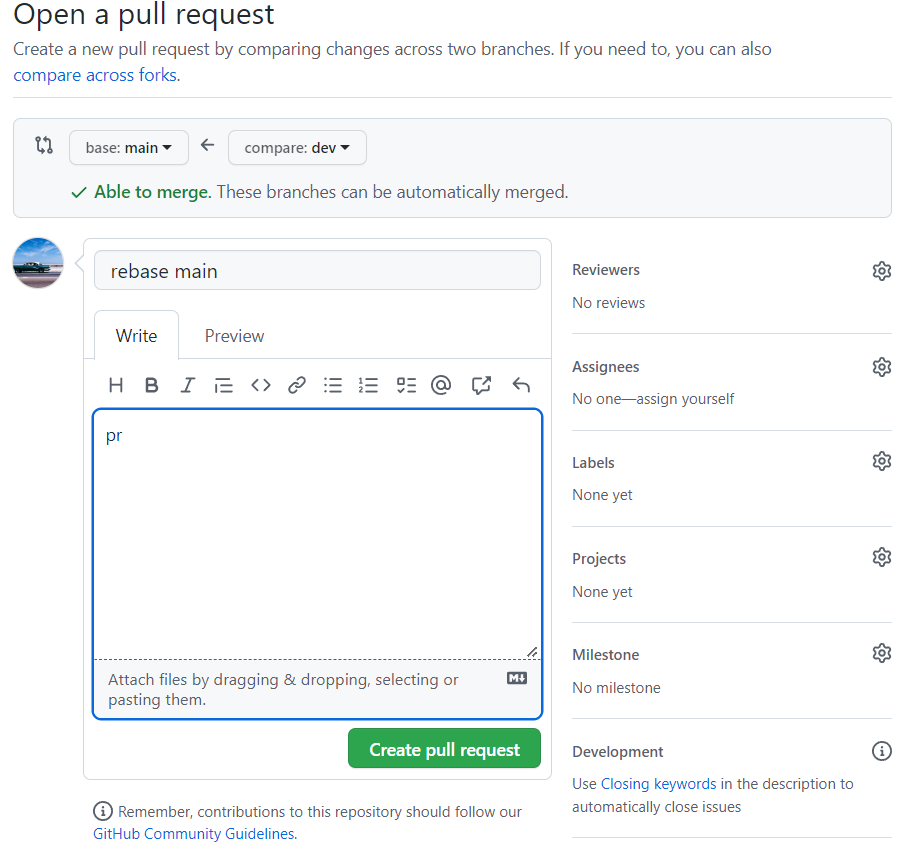 Open a pull request
Create a new pull request by comparing changes across two branches. If you need to, you can also
compare across forks.
base: main
compare: dev
Able to merge. These branches can be automatically merged.
rebase main
Write
Preview
pr
Attach files by dragging & dropping, selecting or
pasting them.
Create pull request
Remember, contributions to this repository should follow our
GitHub Community Guidelines.
Reviewers
No reviews
Assignees
No one—assign yourself
Labels
None yet
Projects
None yet
Milestone
No milestone
Development
Use Closing keywords in the description to
automatically close issues